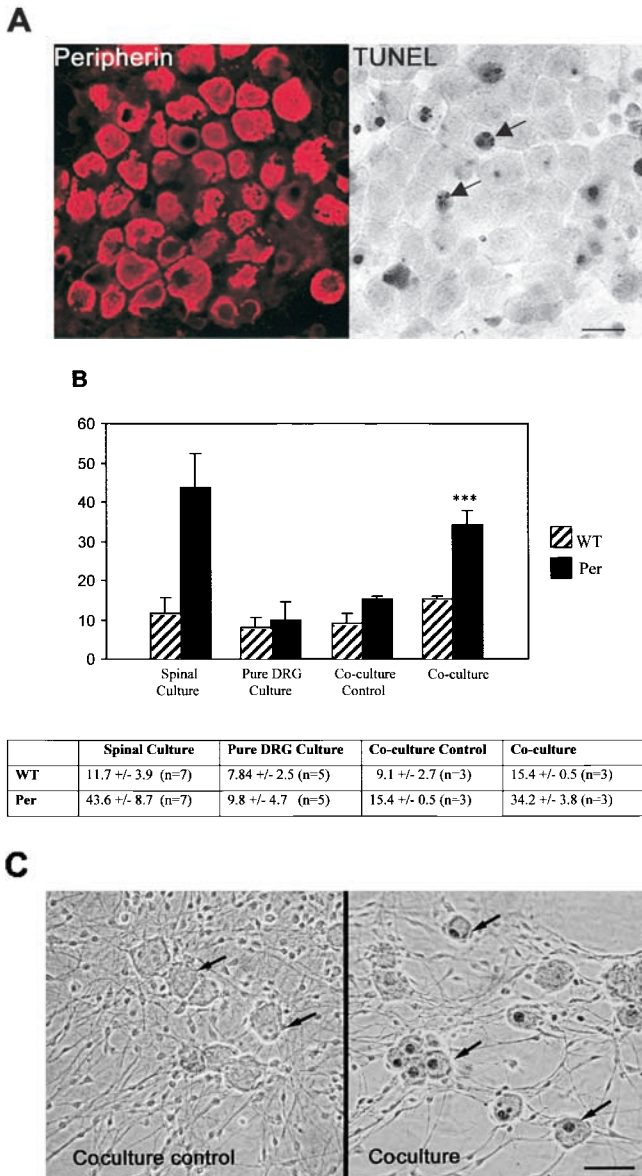 A
Peripherin
TUNEL
B
60
50
40
30
20
10
0
***
WT
Per
Spinal Culture
Pure DRG Culture
Co-culture Control
Co-culture
Spinal Culture Pure DRG Culture Co-culture Control Co-culture
WT 11.7 +/- 3.9 (n=7) 7.84 +/- 2.5 (n=5) 9.1 +/- 2.7 (n=3) 15.4 +/- 0.5 (n=3)
Per 43.6 +/- 8.7 (n=7) 9.8 +/- 4.7 (n=5) 15.4 +/- 0.5 (n=3) 34.2 +/- 3.8 (n=3)
C
Coculture control
Coculture